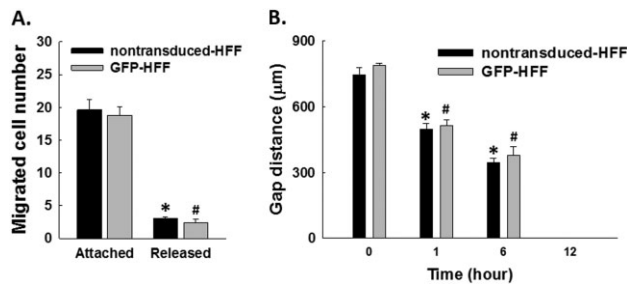 A.
nontransduced-HFF
GFP-HFF
Migrated cell number
30
25
20
15
10
5
0
*
#
Attached
Released
B.
nontransduced-HFF
GFP-HFF
Gap distance (µm)
900
600
300
0
*
#
*
#
0
1
6
12
Time (hour)